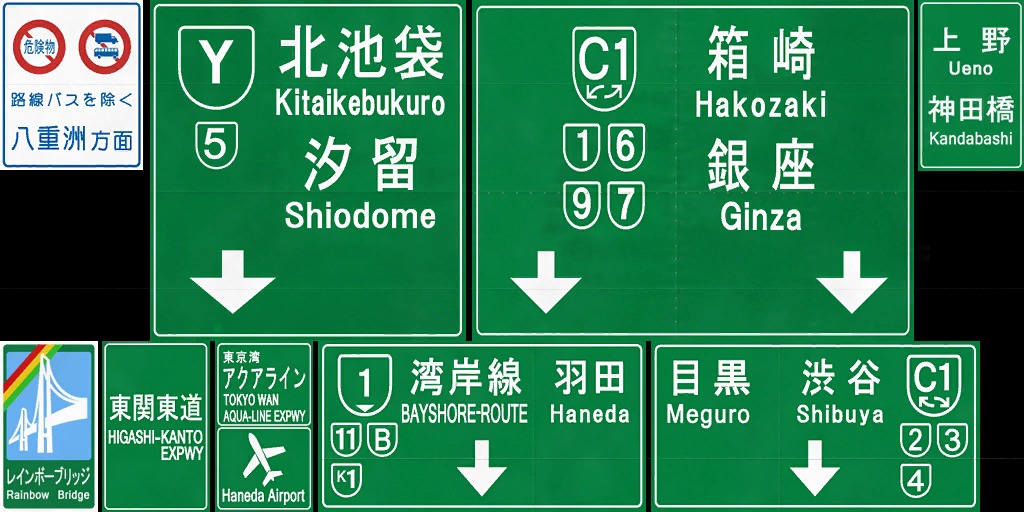 危険物
路線バスを除く
八重洲方面
Y
5
北池袋
Kitaikebukuro
汐留
Shiodome
C1
1 6
9 7
箱崎
Hakozaki
銀座
Ginza
上野
Ueno
神田橋
Kandabashi
レインボーブリッジ
Rainbow Bridge
東関東道
HIGASHI-KANTO
EXPWY
東京湾
アクアライン
TOKYO WAN
AQUA-LINE EXPWY
Haneda Airport
1
11 B
K1
湾岸線
BAYSHORE-ROUTE
羽田
Haneda
目黒
Meguro
渋谷
Shibuya
C1
2 3
4